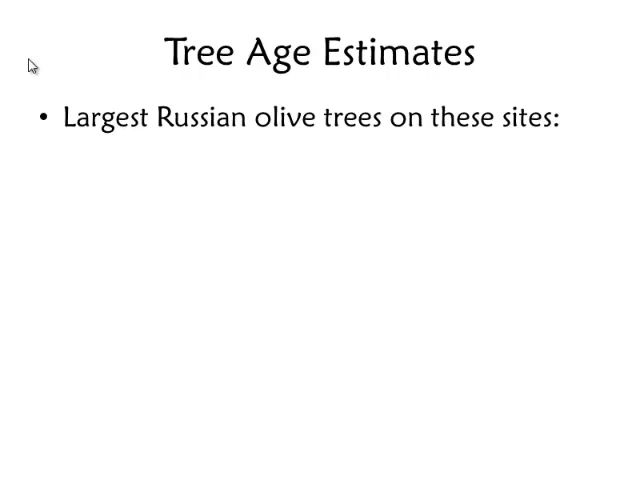 Tree Age Estimates
• Largest Russian olive trees on these sites: